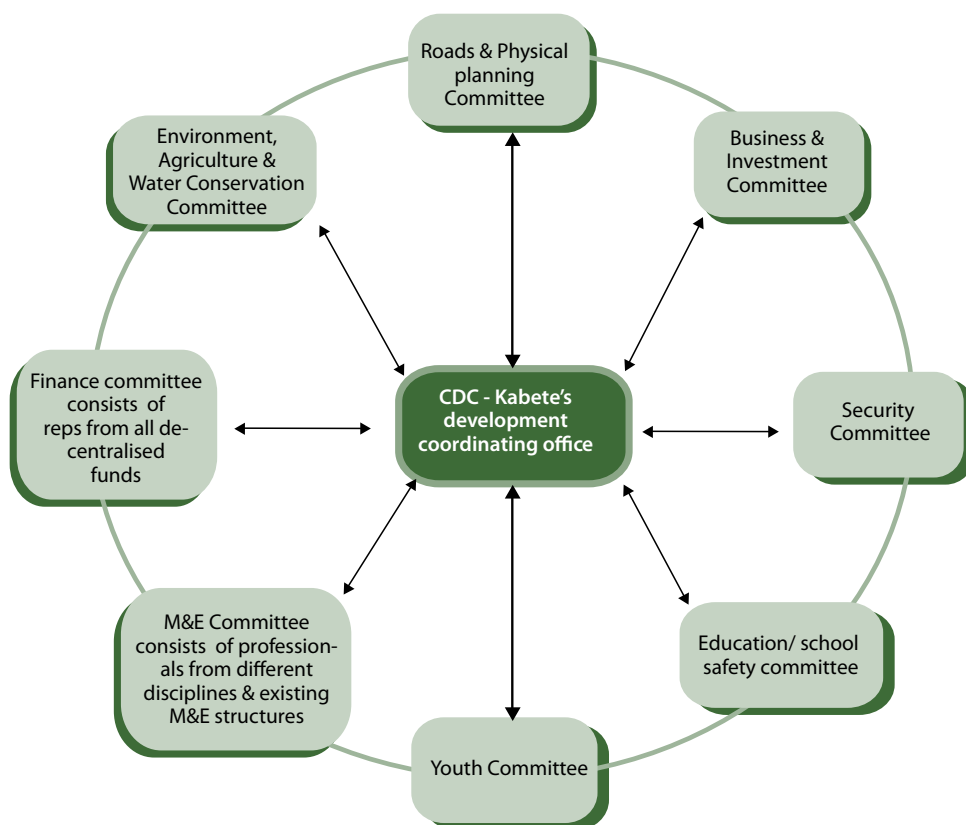 Roads & Physical
planning
Committee
Environment,
Agriculture &
Water Conservation
Committee
Business &
Investment
Committee
Finance committee
consists of
reps from all de-
centralised
funds
CDC - Kabete's
development
coordinating office
Security
Committee
M&E Committee
consists of profession-
als from different
disciplines & existing
M&E structures
Education/ school
safety committee
Youth Committee